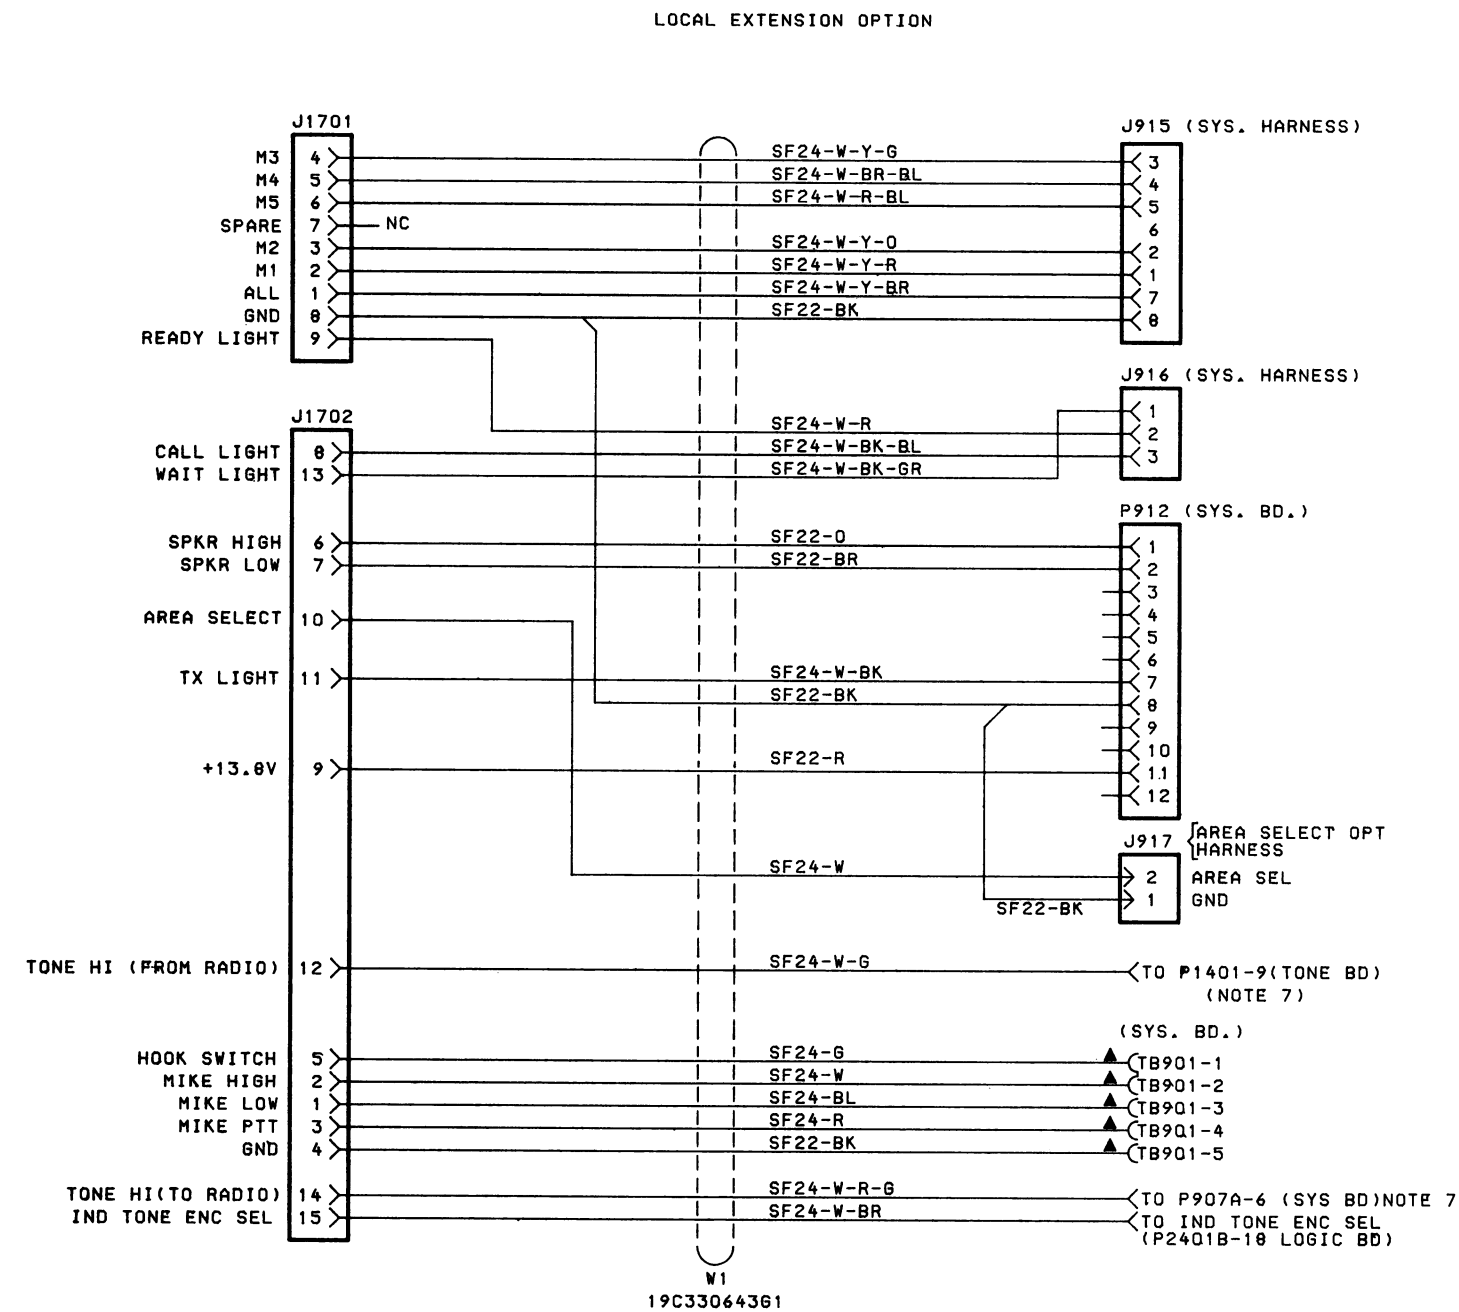 LOCAL EXTENSION OPTION
J1701
J915 (SYS. HARNESS)
M3 4 SF24-W-Y-G 3
M4 5 SF24-W-BR-BL 4
M5 6 SF24-W-R-BL 5
SPARE 7 NC 6
M2 3 SF24-W-Y-O 2
M1 2 SF24-W-Y-R 1
ALL 1 SF24-W-Y-BR 7
GND 8 SF22-BK 8
READY LIGHT 9
J916 (SYS. HARNESS)
J1702
1
SF24-W-R 2
CALL LIGHT 8 SF24-W-BK-BL 3
WAIT LIGHT 13 SF24-W-BK-GR
P912 (SYS. BD.)
SPKR HIGH 6 SF22-O 1
SPKR LOW 7 SF22-BR 2
3
AREA SELECT 10 4
5
6
TX LIGHT 11 SF24-W-BK 7
SF22-BK 8
9
10
+13.8V 9 SF22-R 11
12
J917 AREA SELECT OPT
HARNESS
SF24-W 2 AREA SEL
SF22-BK 1 GND
TONE HI (FROM RADIO) 12 SF24-W-G TO P1401-9(TONE BD)
(NOTE 7)
(SYS. BD.)
HOOK SWITCH 5 SF24-G TB901-1
MIKE HIGH 2 SF24-W TB901-2
MIKE LOW 1 SF24-BL TB901-3
MIKE PTT 3 SF24-R TB901-4
GND 4 SF22-BK TB901-5
TONE HI(TO RADIO) 14 SF24-W-R-G TO P907A-6 (SYS BD)NOTE 7
IND TONE ENC SEL 15 SF24-W-BR TO IND TONE ENC SEL
(P2401B-18 LOGIC BD)
W1
19C330643G1